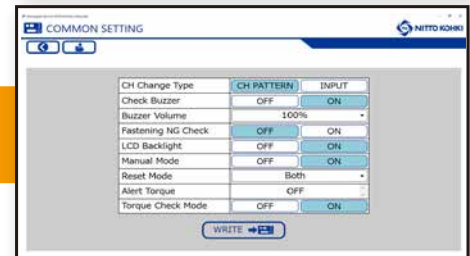 COMMON SETTING
NITTO KOHKI
CH Change Type CH PATTERN INPUT
Check Buzzer OFF ON
Buzzer Volume 100%
Fastening NG Check OFF ON
LCD Backlight OFF ON
Manual Mode OFF ON
Reset Mode Both
Alert Torque OFF
Torque Check Mode OFF ON
WRITE